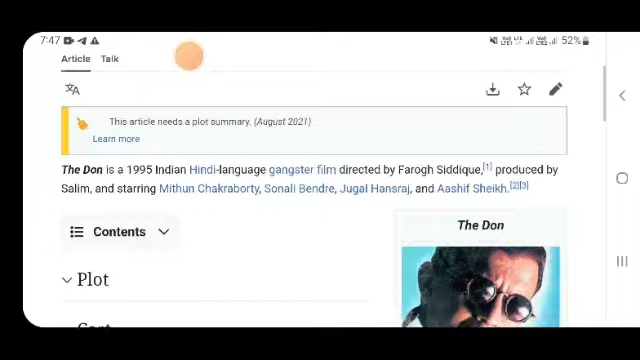 7:47 52%
Article Talk
This article needs a plot summary. (August 2021)
Learn more
The Don is a 1995 Indian Hindi-language gangster film directed by Farogh Siddique,[1] produced by
Salim, and starring Mithun Chakraborty, Sonali Bendre, Jugal Hansraj, and Aashif Sheikh.[2][3]
Contents
The Don
Plot
Cast